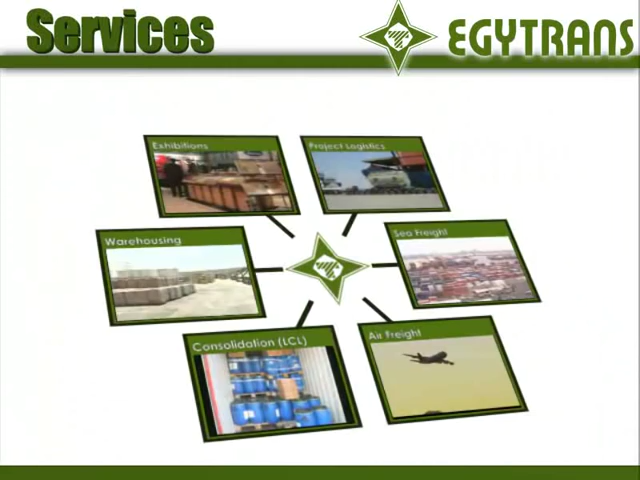 Services
EGYTRANS
Exhibitions
Project Logistics
Warehousing
Sea Freight
Consolidation (LCL)
Air Freight